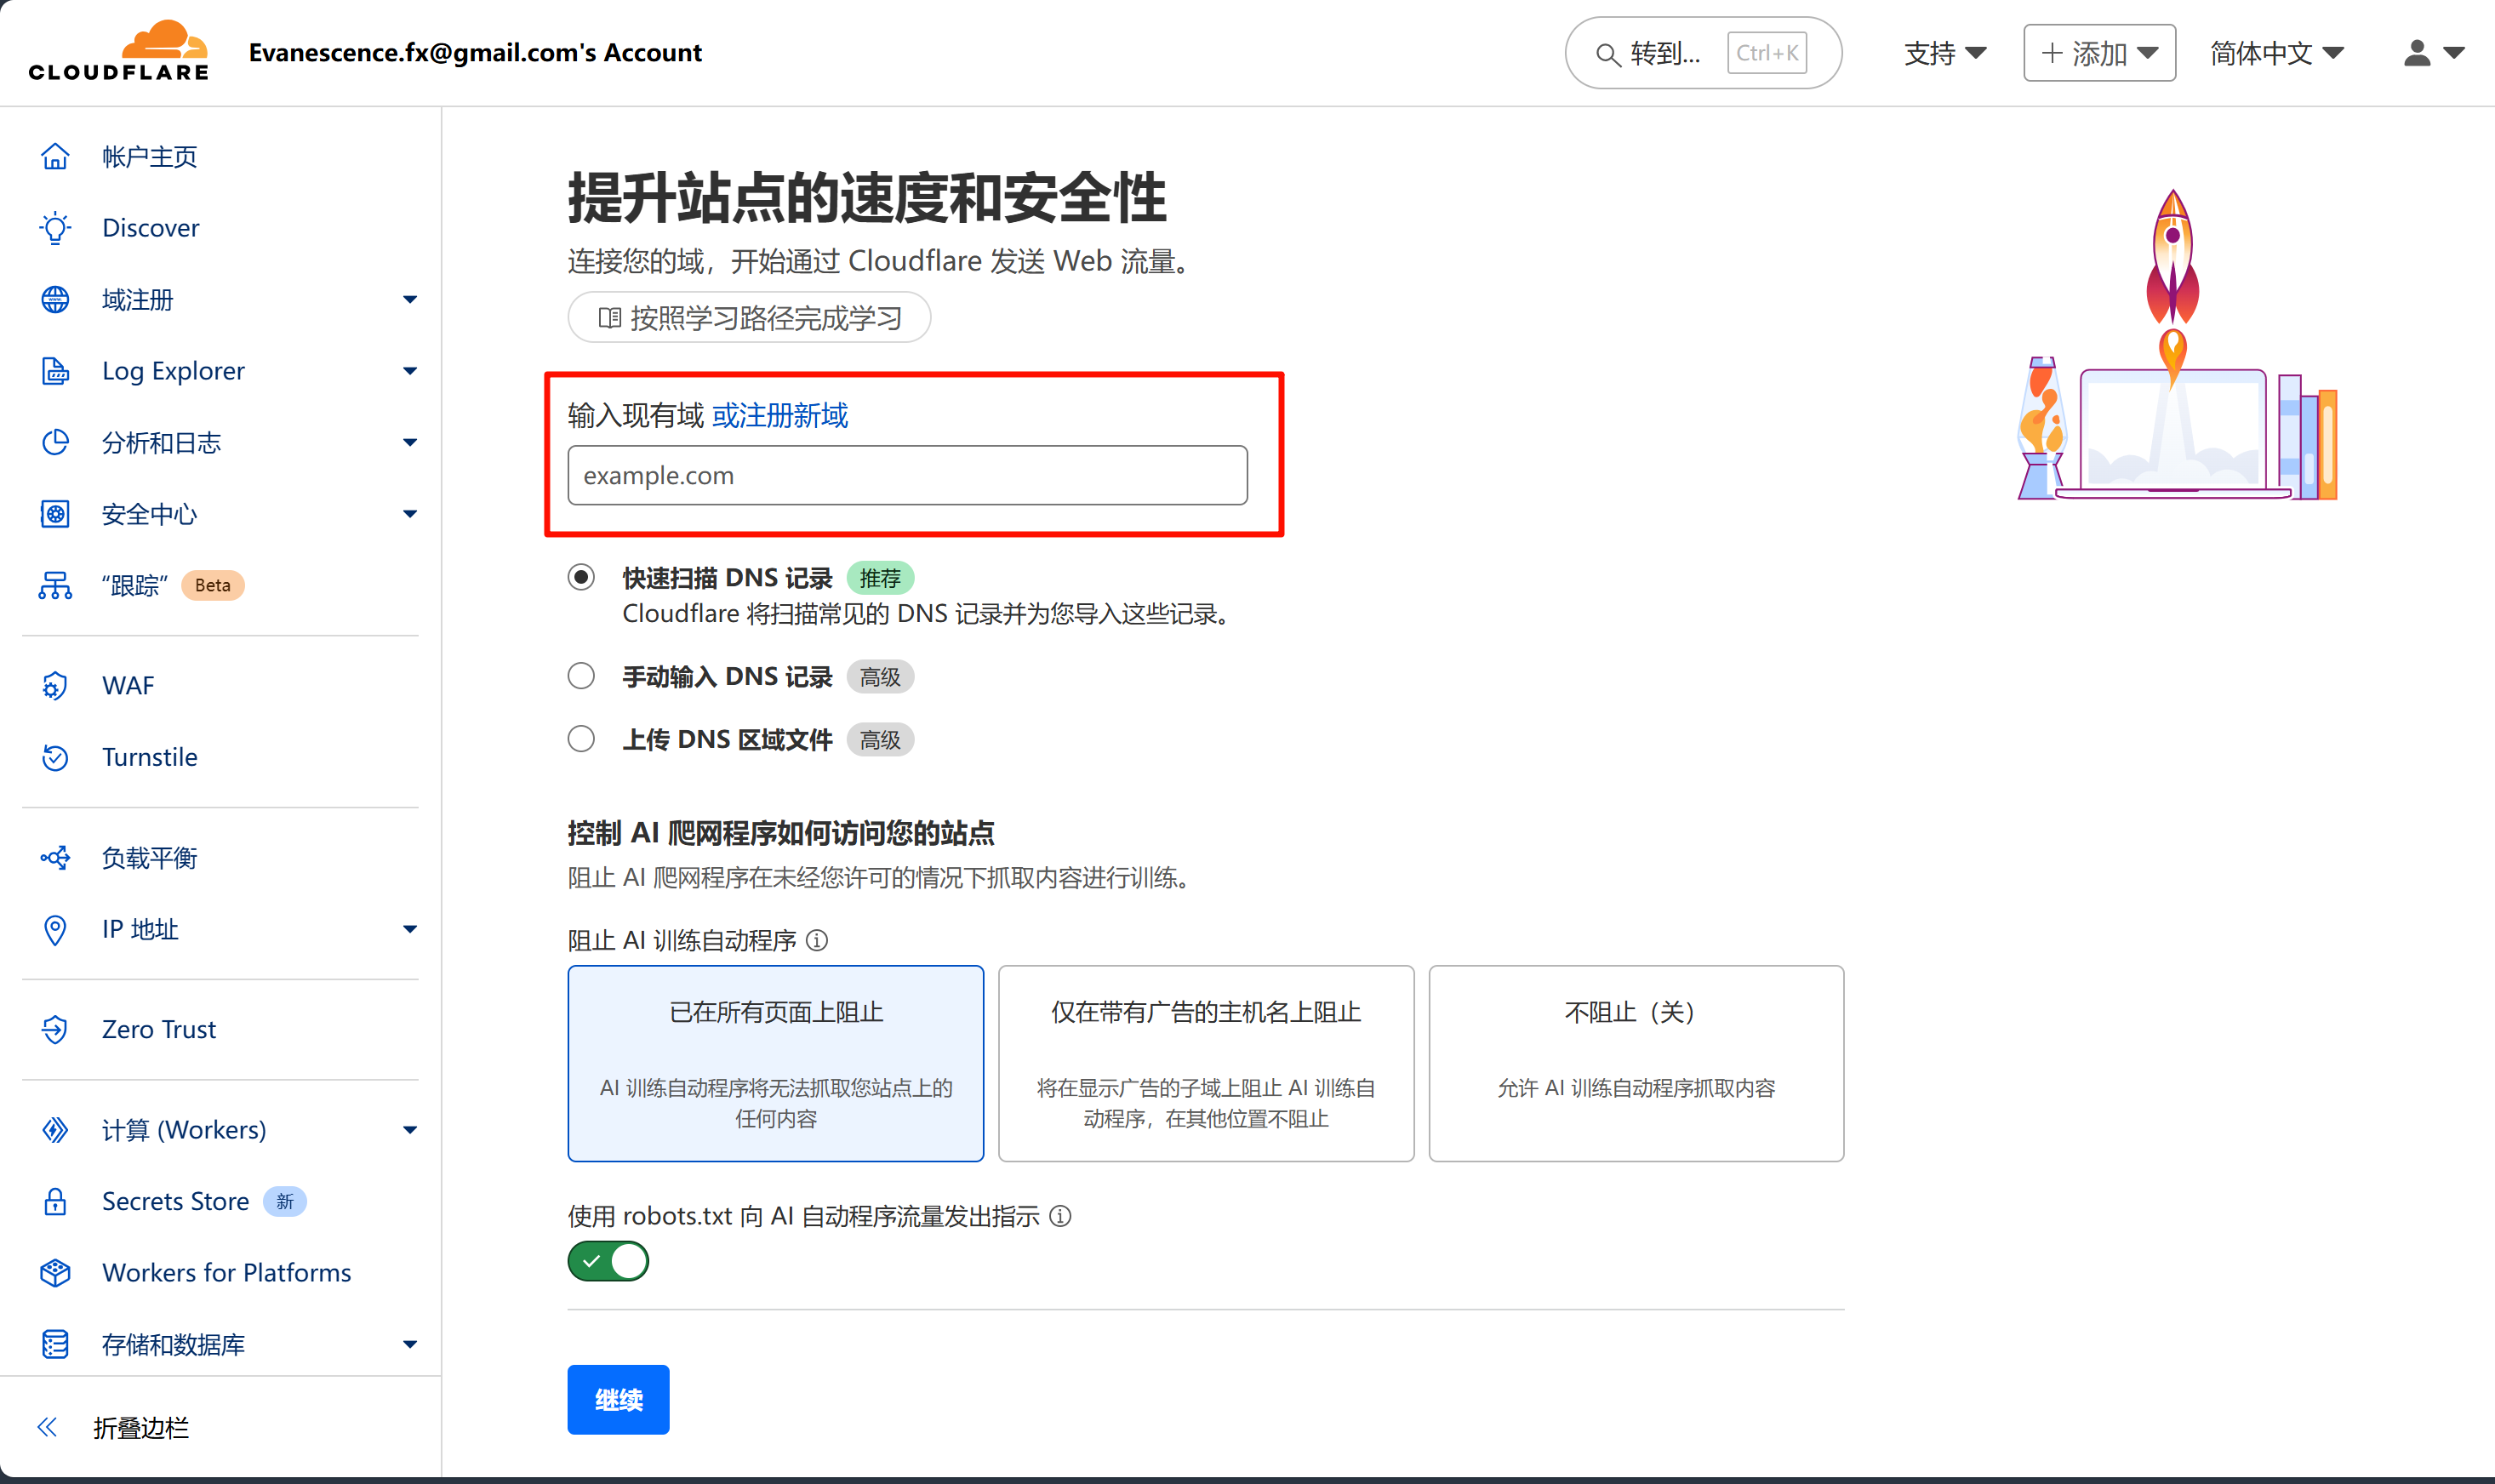 CLOUDFLARE
Evanescence.fx@gmail.com's Account
转到... Ctrl+K
支持
添加
简体中文
帐户主页
Discover
域注册
Log Explorer
分析和日志
安全中心
“跟踪” Beta
WAF
Turnstile
负载平衡
IP 地址
Zero Trust
计算 (Workers)
Secrets Store 新
Workers for Platforms
存储和数据库
折叠边栏
提升站点的速度和安全性
连接您的域，开始通过 Cloudflare 发送 Web 流量。
按照学习路径完成学习
输入现有域 或注册新域
example.com
快速扫描 DNS 记录 推荐
Cloudflare 将扫描常见的 DNS 记录并为您导入这些记录。
手动输入 DNS 记录 高级
上传 DNS 区域文件 高级
控制 AI 爬网程序如何访问您的站点
阻止 AI 爬网程序在未经您许可的情况下抓取内容进行训练。
阻止 AI 训练自动程序
已在所有页面上阻止
AI 训练自动程序将无法抓取您站点上的
任何内容
仅在带有广告的主机名上阻止
将在显示广告的子域上阻止 AI 训练自
动程序，在其他位置不阻止
不阻止（关）
允许 AI 训练自动程序抓取内容
使用 robots.txt 向 AI 自动程序流量发出指示
继续